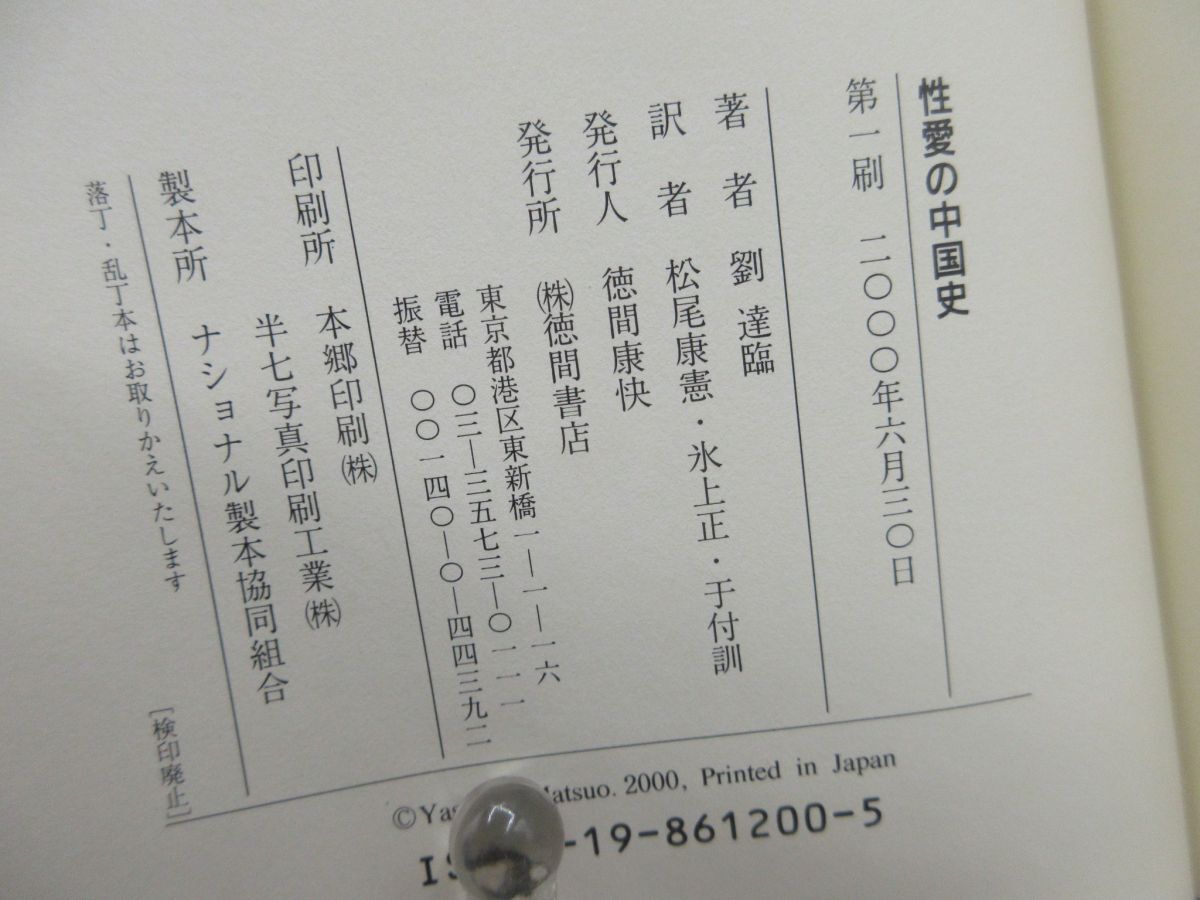 性愛の中国史
第一刷 二〇〇〇年六月三〇日
著者 劉達臨
訳者 松尾康憲・氷上正・于付訓
発行人 徳間康快
発行所 ㈱徳間書店
東京都港区東新橋一―一―一六
電話 〇三―三五七三―〇一一一
振替 〇〇一四〇―〇―四四三九二
印刷所 本郷印刷㈱
半七写真印刷工業㈱
製本所 ナショナル製本協同組合
落丁・乱丁本はお取りかえいたします
[検印廃止]
©Yas Matsuo. 2000, Printed in Japan
IS -19-861200-5